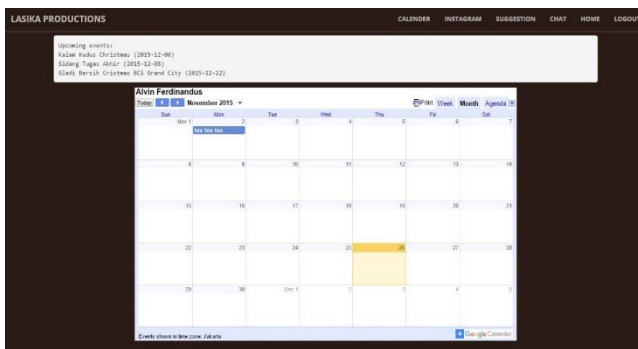 LASIKA PRODUCTIONS
CALENDER INSTAGRAM SUGGESTION CHAT HOME LOGOUT
Upcoming events:
Kalam Kudus Christmas (2015-12-06)
Sidang Tugas Akhir (2015-12-08)
Gladi Bersih Cristmas BCS Grand City (2015-12-22)
Alvin Ferdinandus
Today November 2015 Print Week Month Agenda
Sun Mon Tue Wed Thu Fri Sat
Nov 1 2 3 4 5 6 7
tes tes tes
8 9 10 11 12 13 14
15 16 17 18 19 20 21
22 23 24 25 26 27 28
29 30 Dec 1 2 3 4 5
Events shown in time zone: Jakarta
Google Calendar